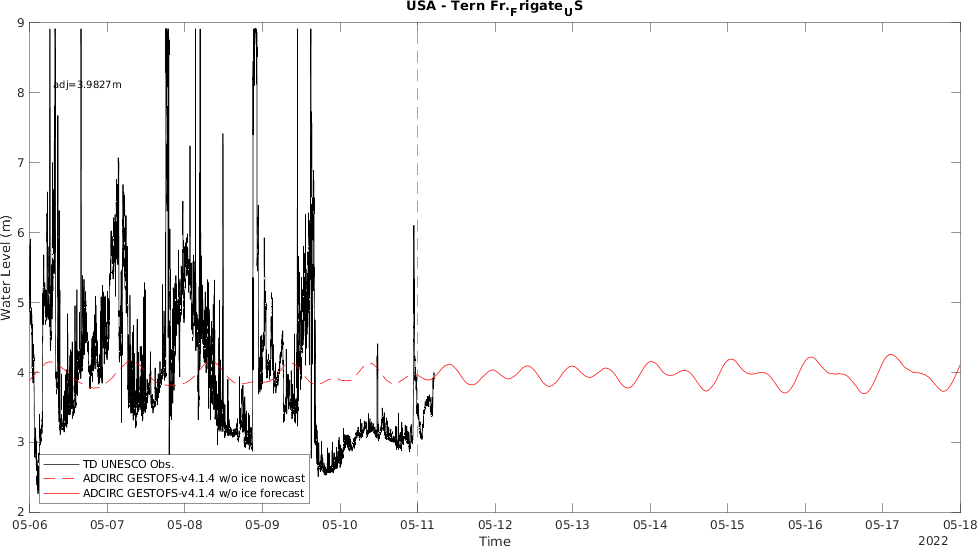 USA - Tern Fr.FrigateUS
adj=3.9827m
Water Level (m)
9
8
7
6
5
4
3
2
TD UNESCO Obs.
ADCIRC GESTOFS-v4.1.4 w/o ice nowcast
ADCIRC GESTOFS-v4.1.4 w/o ice forecast
05-06 05-07 05-08 05-09 05-10 05-11 05-12 05-13 05-14 05-15 05-16 05-17 05-18
Time
2022